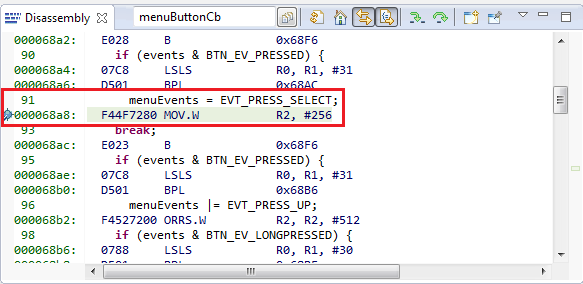 Disassembly menuButtonCb
000068a2: E028 B 0x68F6
90 if (events & BTN_EV_PRESSED) {
000068a4: 07C8 LSLS R0, R1, #31
000068a6: D501 BPL 0x68AC
91 menuEvents = EVT_PRESS_SELECT;
000068a8: F44F7280 MOV.W R2, #256
93 break;
000068ac: E023 B 0x68F6
95 if (events & BTN_EV_PRESSED) {
000068ae: 07C8 LSLS R0, R1, #31
000068b0: D501 BPL 0x68B6
96 menuEvents |= EVT_PRESS_UP;
000068b2: F4527200 ORRS.W R2, R2, #512
98 if (events & BTN_EV_LONGPRESSED) {
000068b6: 0788 LSLS R0, R1, #30